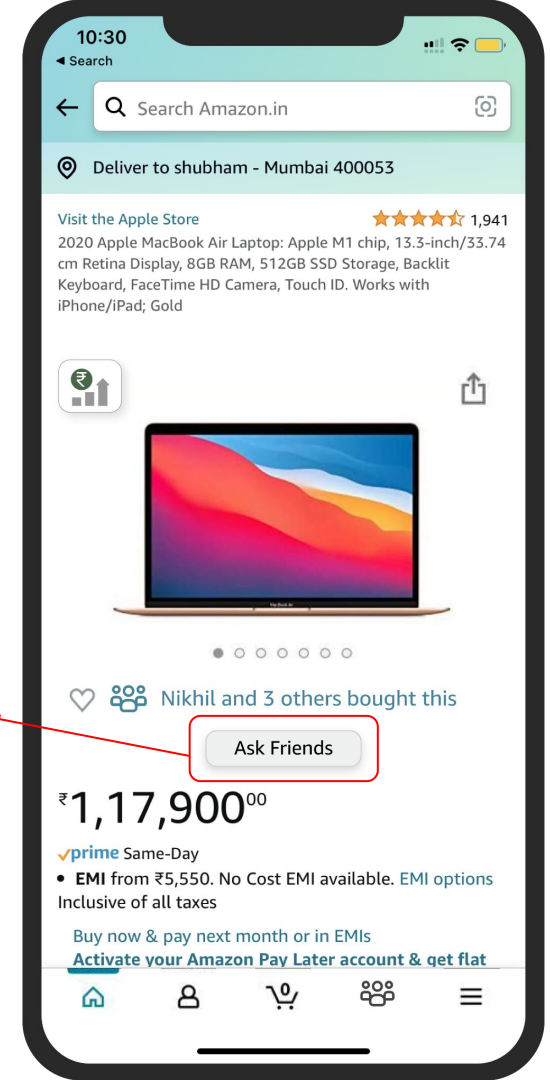 10:30
◄ Search
Search Amazon.in
Deliver to shubham - Mumbai 400053
Visit the Apple Store 1,941
2020 Apple MacBook Air Laptop: Apple M1 chip, 13.3-inch/33.74
cm Retina Display, 8GB RAM, 512GB SSD Storage, Backlit
Keyboard, FaceTime HD Camera, Touch ID. Works with
iPhone/iPad; Gold
₹
MacBook Air
Nikhil and 3 others bought this
Ask Friends
₹1,17,90000
prime Same-Day
• EMI from ₹5,550. No Cost EMI available. EMI options
Inclusive of all taxes
Buy now & pay next month or in EMIs
Activate your Amazon Pay Later account & get flat
0